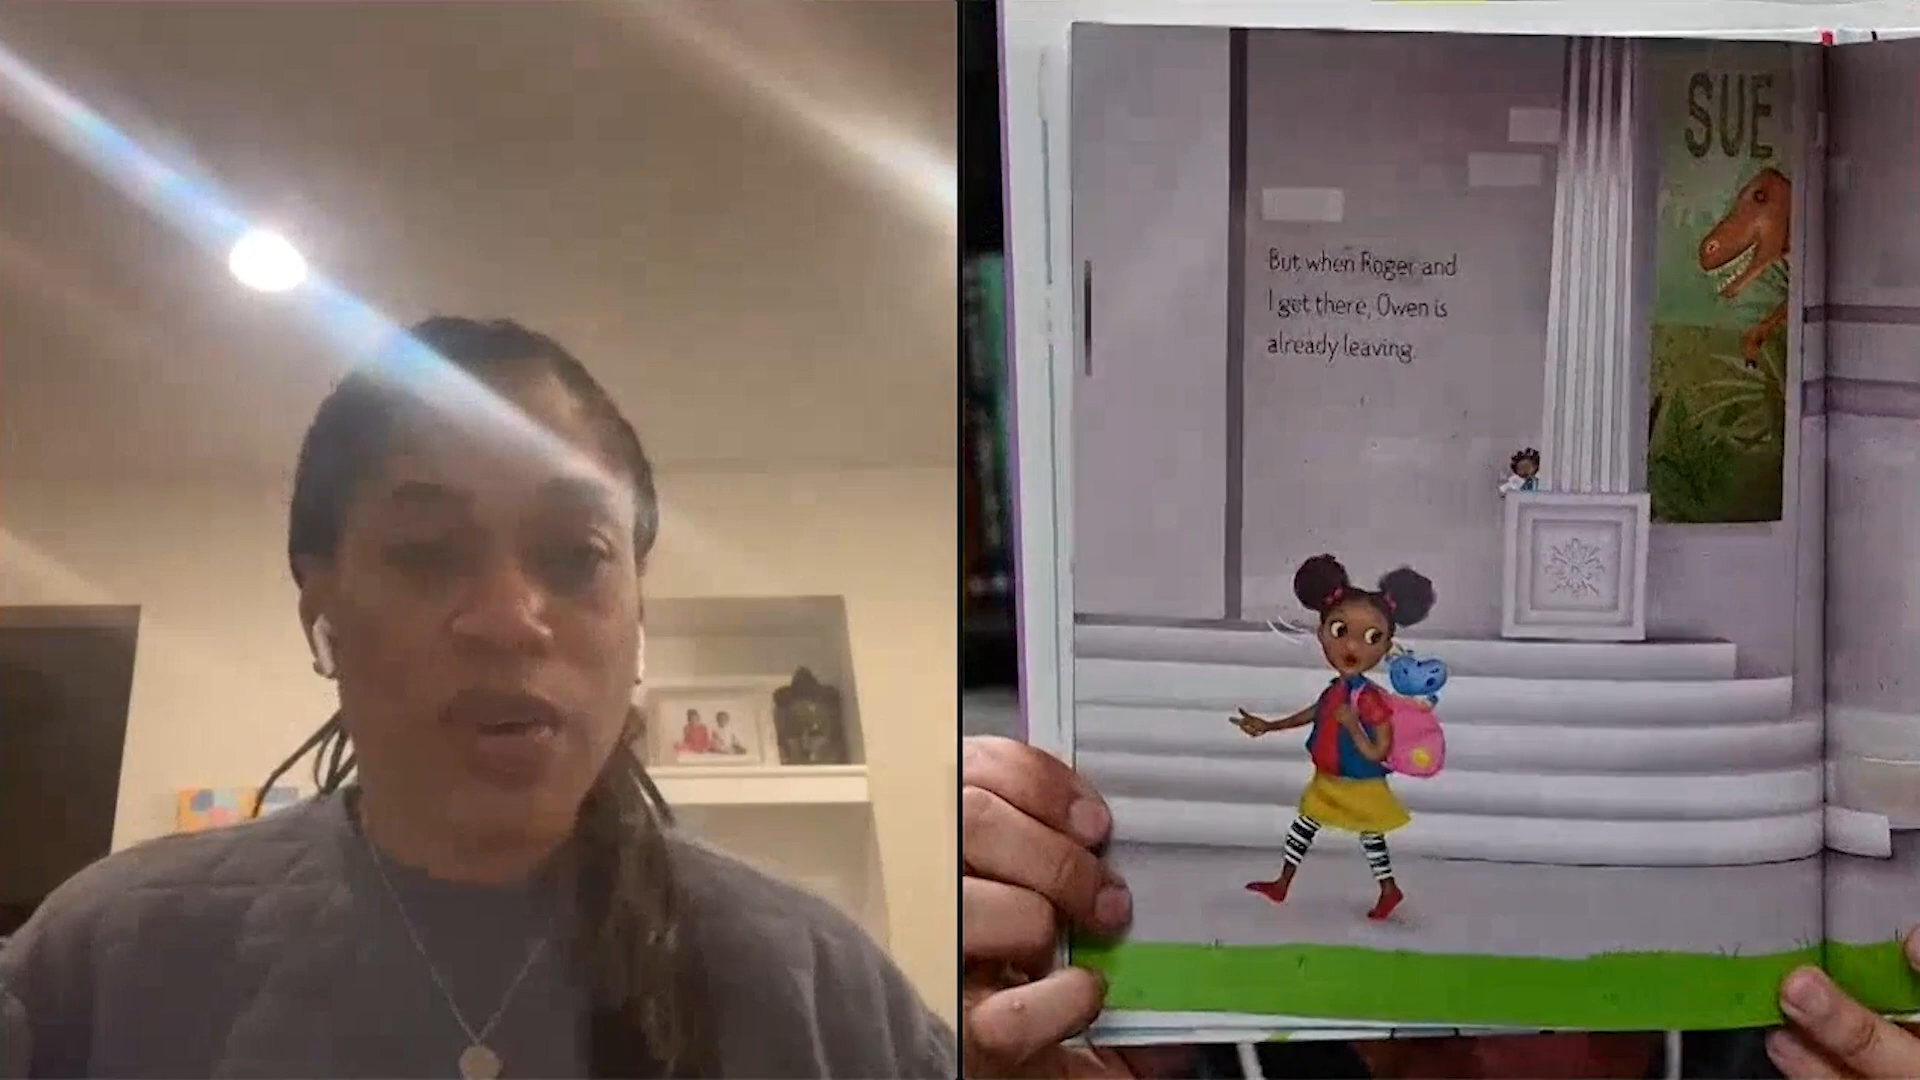 SUE
But when Roger and
I get there, Owen is
already leaving.